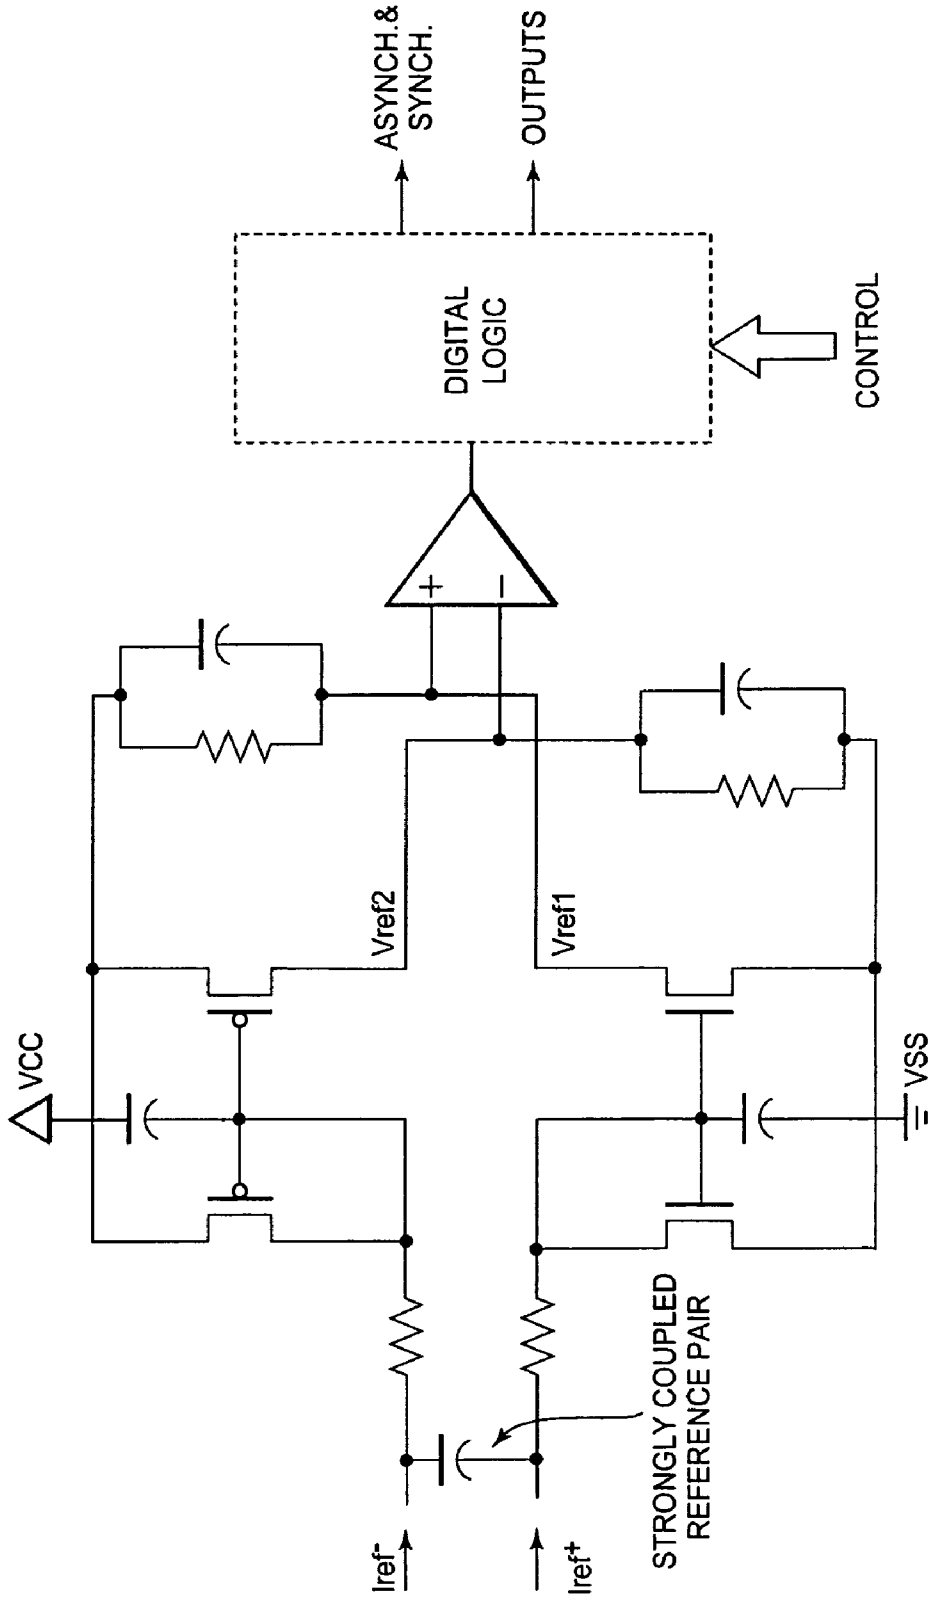 ASYNCH.&
SYNCH.
OUTPUTS
DIGITAL
LOGIC
CONTROL
+
−
VCC
Vref2
Vref1
VSS
Iref-
Iref+
STRONGLY COUPLED
REFERENCE PAIR